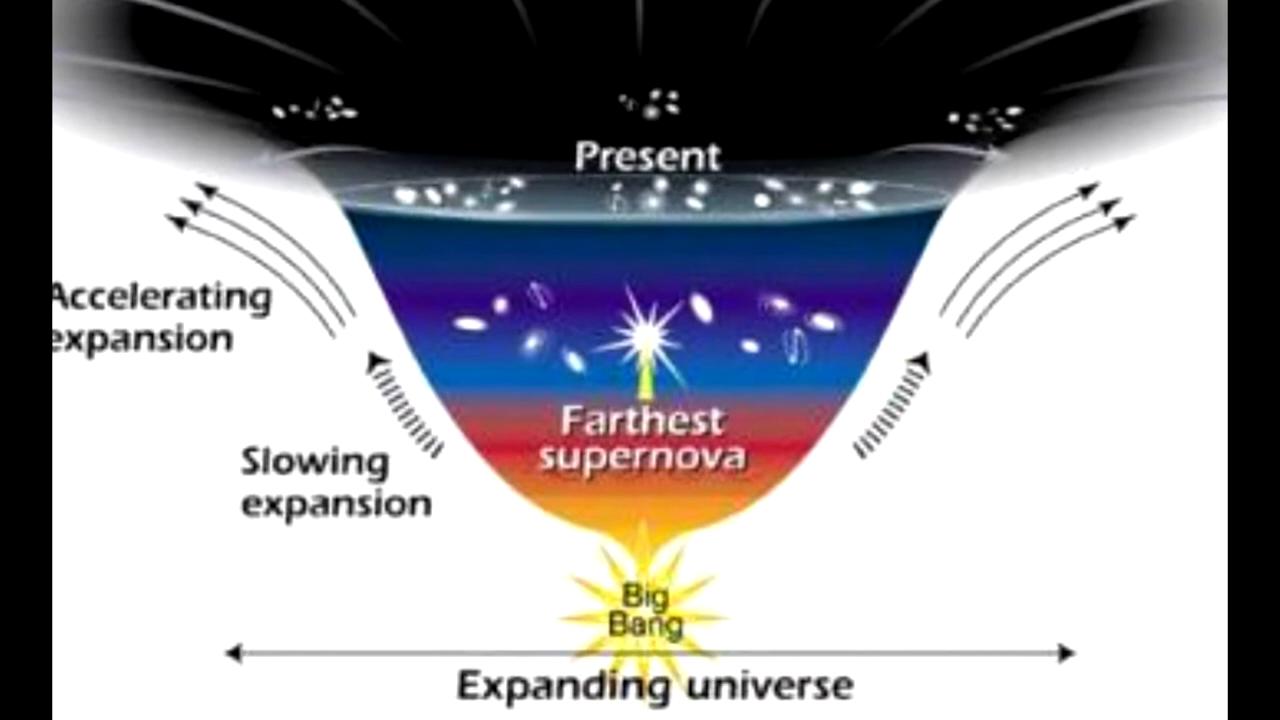 Present
Accelerating
expansion
Farthest
supernova
Slowing
expansion
Big
Bang
Expanding universe